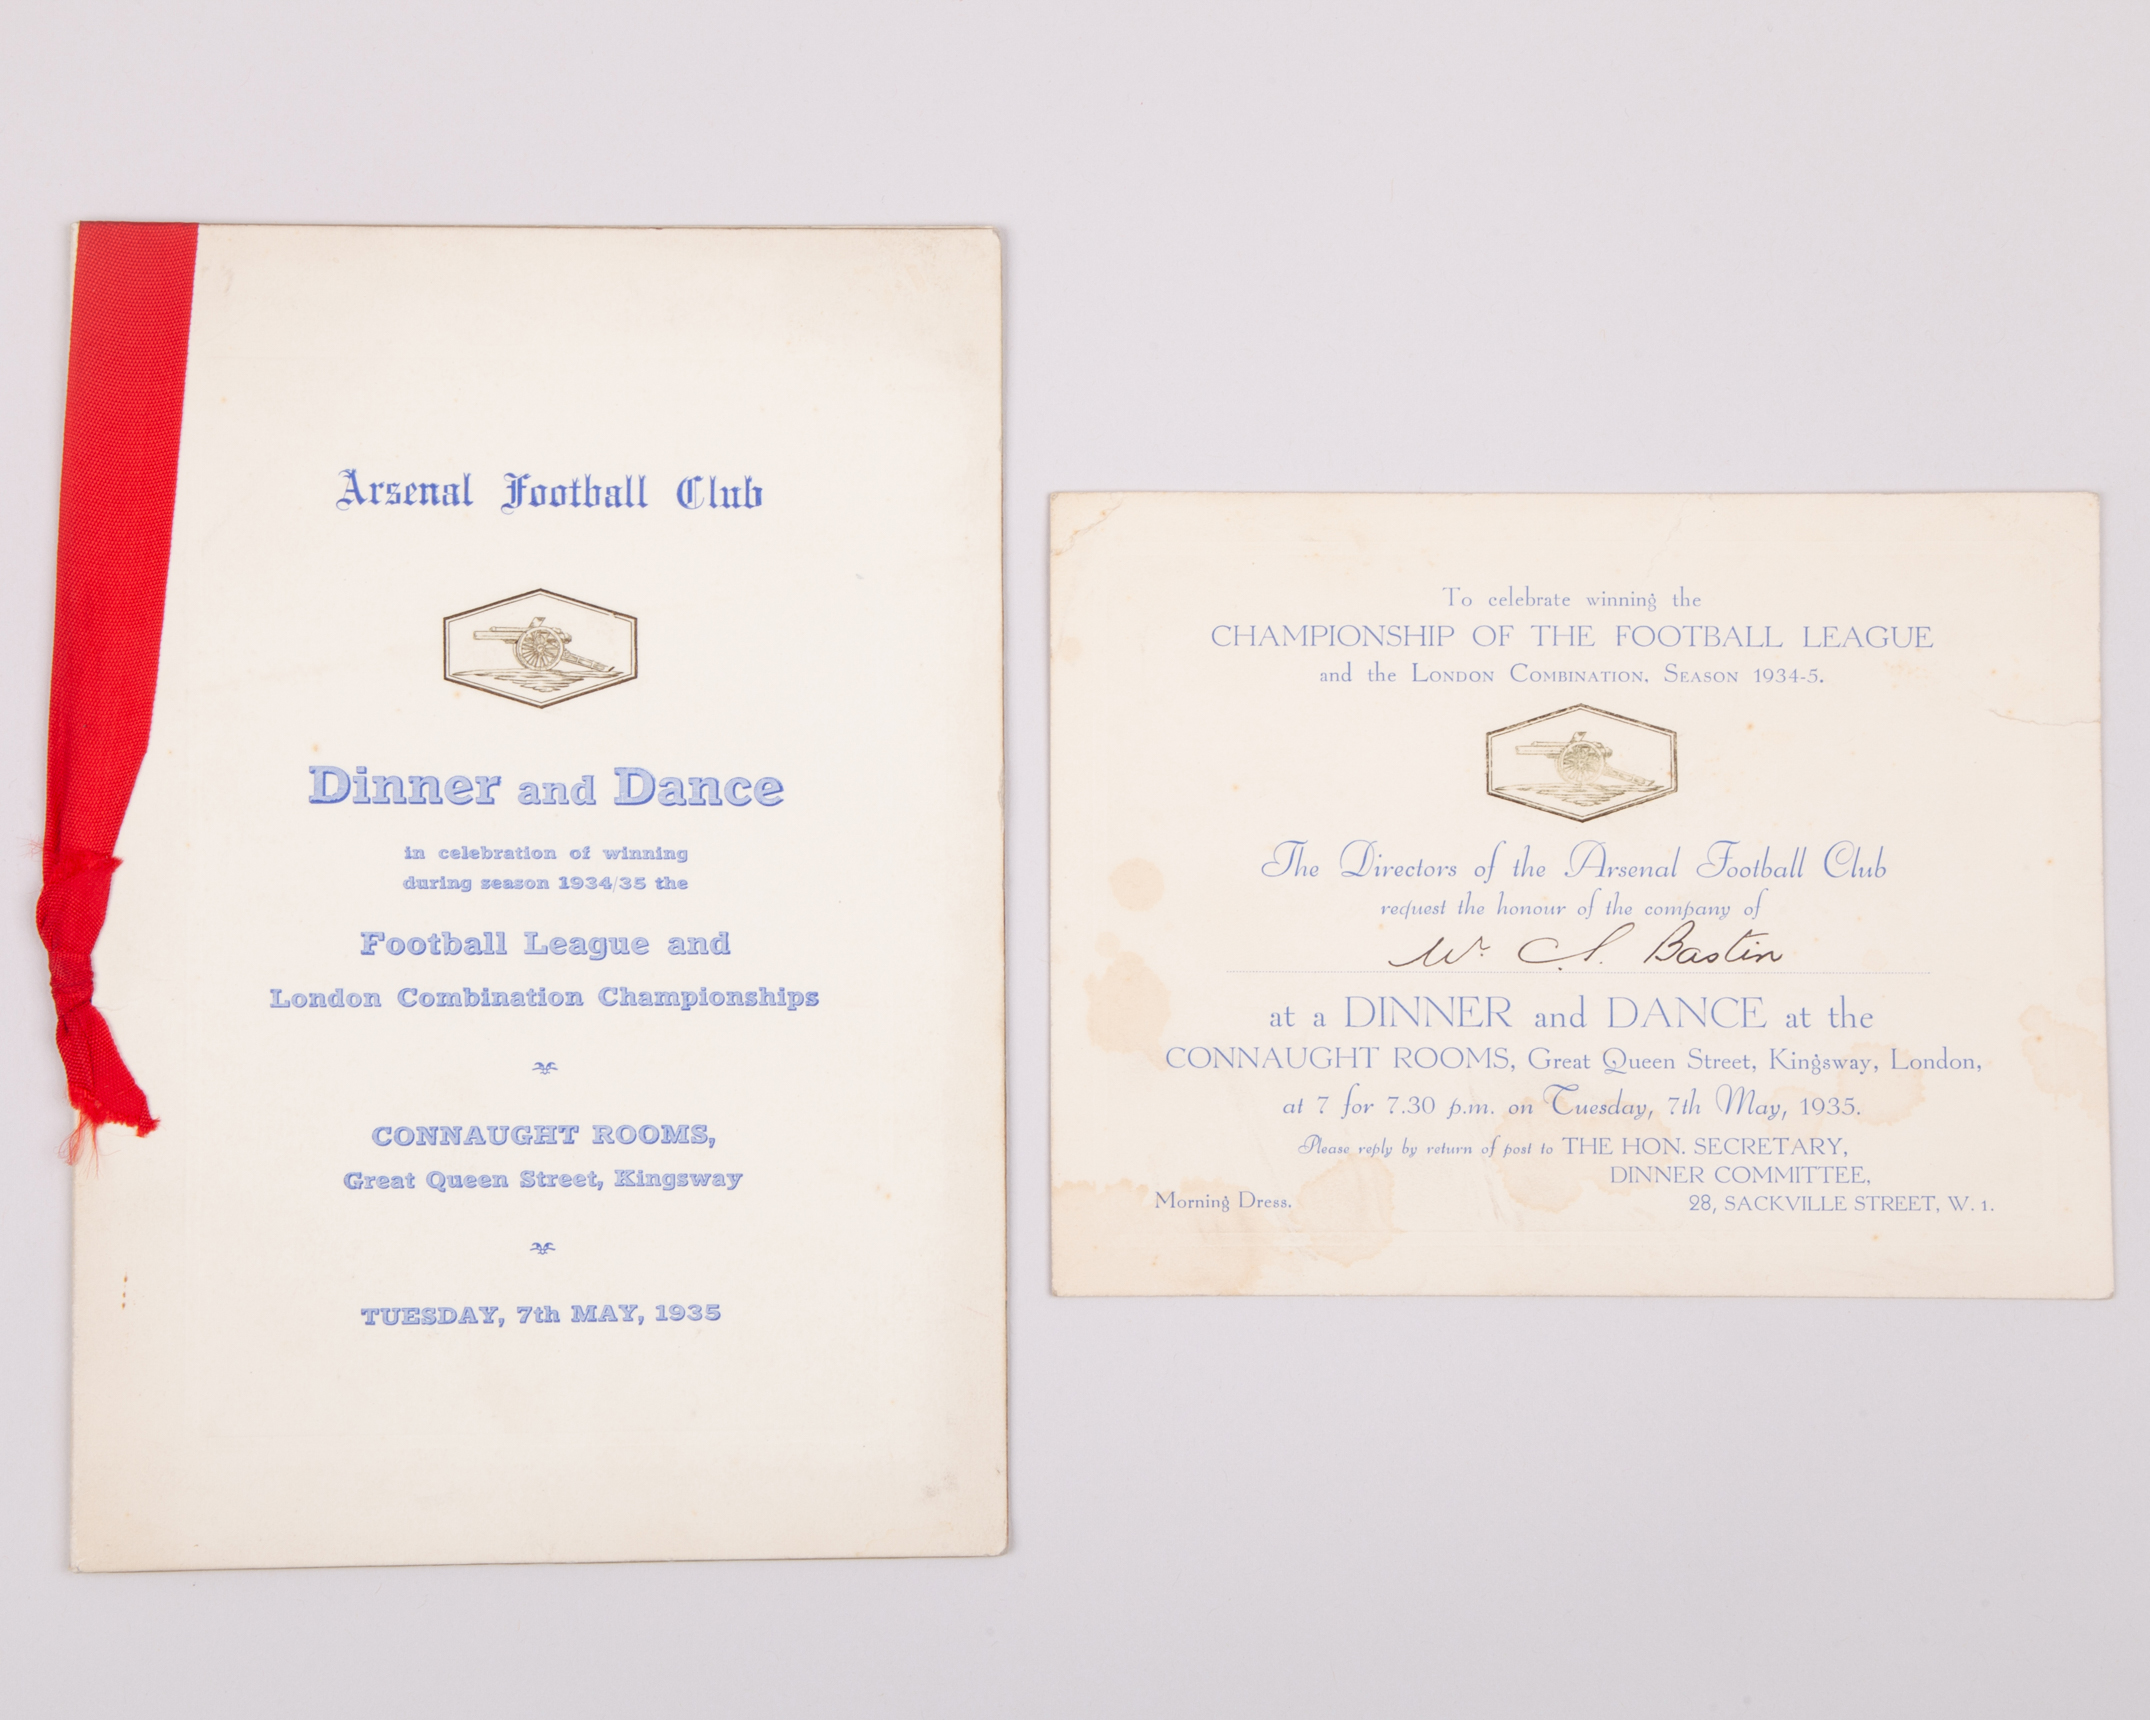 Arsenal Football Club
Dinner and Dance
in celebration of winning
during season 1934/35 the
Football League and
London Combination Championships
CONNAUGHT ROOMS,
Great Queen Street, Kingsway
TUESDAY, 7th MAY, 1935
To celebrate winning the
CHAMPIONSHIP OF THE FOOTBALL LEAGUE
and the LONDON COMBINATION, SEASON 1934-5.
The Directors of the Arsenal Football Club
request the honour of the company of
Mr. C. S. Bastin
at a DINNER and DANCE at the
CONNAUGHT ROOMS, Great Queen Street, Kingsway, London,
at 7 for 7.30 p.m. on Tuesday, 7th May, 1935.
Please reply by return of post to THE HON. SECRETARY,
DINNER COMMITTEE,
Morning Dress. 28, SACKVILLE STREET, W. 1.